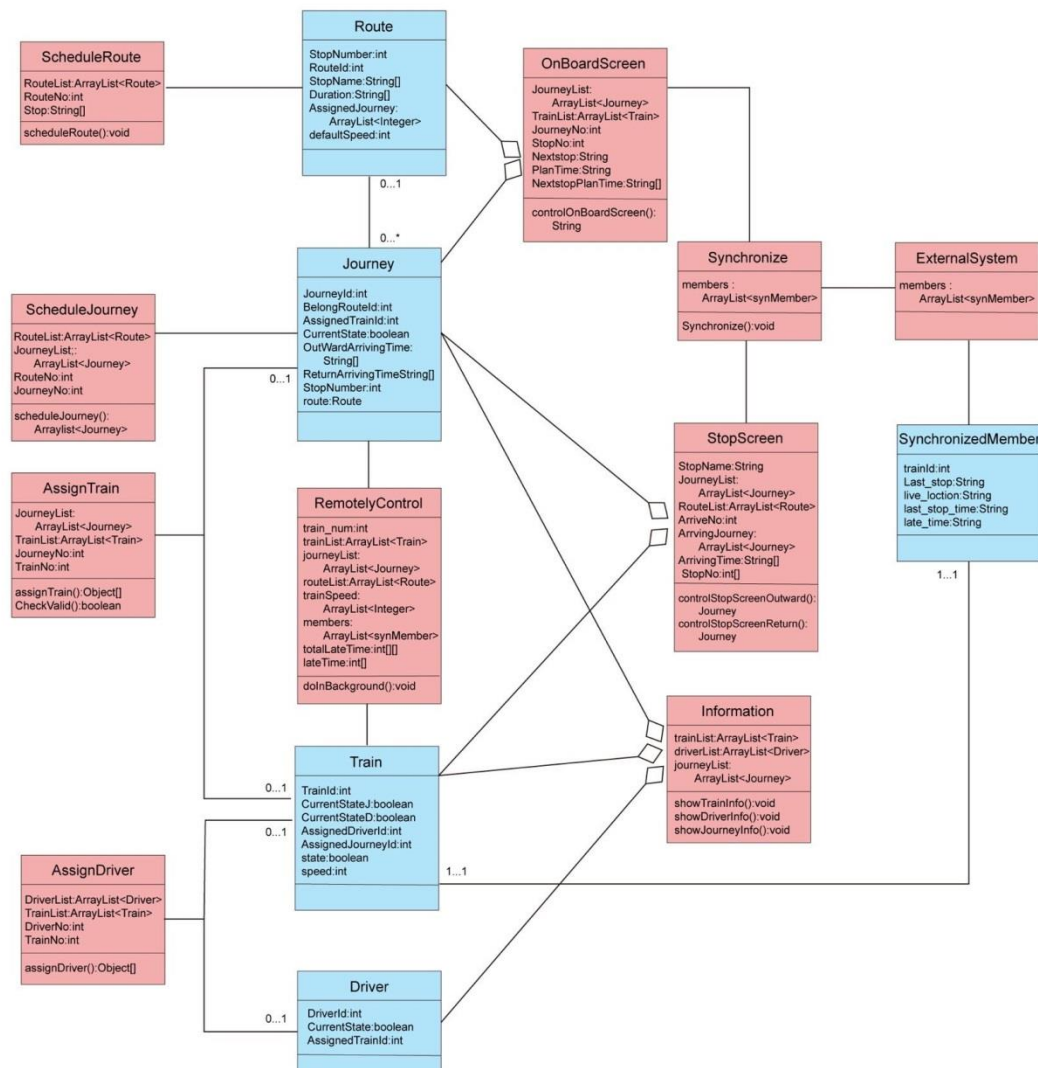 Route
StopNumber:int
RouteId:int
StopName:String[]
Duration:String[]
AssignedJourney:
ArrayList<Integer>
defaultSpeed:int
ScheduleRoute
RouteList:ArrayList<Route>
RouteNo:int
Stop:String[]
scheduleRoute():void
OnBoardScreen
JourneyList:
ArrayList<Journey>
TrainList:ArrayList<Train>
JourneyNo:int
StopNo:int
Nextstop:String
PlanTime:String
NextstopPlanTime:String[]
controlOnBoardScreen():
String
0...1
0...*
Journey
JourneyId:int
BelongRouteId:int
AssignedTrainId:int
CurrentState:boolean
OutWardArrivingTime:
String[]
ReturnArrivingTimeString[]
StopNumber:int
route:Route
Synchronize
members :
ArrayList<synMember>
Synchronize():void
ExternalSystem
members :
ArrayList<synMember>
ScheduleJourney
RouteList:ArrayList<Route>
JourneyList;:
ArrayList<Journey>
RouteNo:int
JourneyNo:int
scheduleJourney():
Arraylist<Journey>
0...1
StopScreen
StopName:String
JourneyList:
ArrayList<Journey>
RouteList:ArrayList<Route>
ArriveNo:int
ArrvingJourney:
ArrayList<Journey>
ArrivingTime:String[]
StopNo:int[]
controlStopScreenOutward():
Journey
controlStopScreenReturn():
Journey
SynchronizedMember
trainId:int
Last_stop:String
live_loction:String
last_stop_time:String
late_time:String
1...1
AssignTrain
JourneyList:
ArrayList<Journey>
TrainList:ArrayList<Train>
JourneyNo:int
TrainNo:int
assignTrain():Object[]
CheckValid():boolean
RemotelyControl
train_num:int
trainList:ArrayList<Train>
journeyList:
ArrayList<Journey>
routeList:ArrayList<Route>
trainSpeed:
ArrayList<Integer>
members:
ArrayList<synMember>
totalLateTime:int[][]
lateTime:int[]
doInBackground():void
Information
trainList:ArrayList<Train>
driverList:ArrayList<Driver>
journeyList:
ArrayList<Journey>
showTrainInfo():void
showDriverInfo():void
showJourneyInfo():void
0...1
0...1
Train
TrainId:int
CurrentStateJ:boolean
CurrentStateD:boolean
AssignedDriverId:int
AssignedJourneyId:int
state:boolean
speed:int
1...1
AssignDriver
DriverList:ArrayList<Driver>
TrainList:ArrayList<Train>
DriverNo:int
TrainNo:int
assignDriver():Object[]
0...1
Driver
DriverId:int
CurrentState:boolean
AssignedTrainId:int